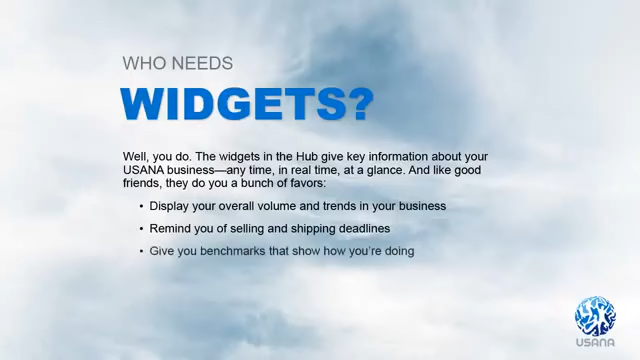 WHO NEEDS
WIDGETS?
Well, you do. The widgets in the Hub give key information about your
USANA business—any time, in real time, at a glance. And like good
friends, they do you a bunch of favors:
• Display your overall volume and trends in your business
• Remind you of selling and shipping deadlines
• Give you benchmarks that show how you're doing
USANA